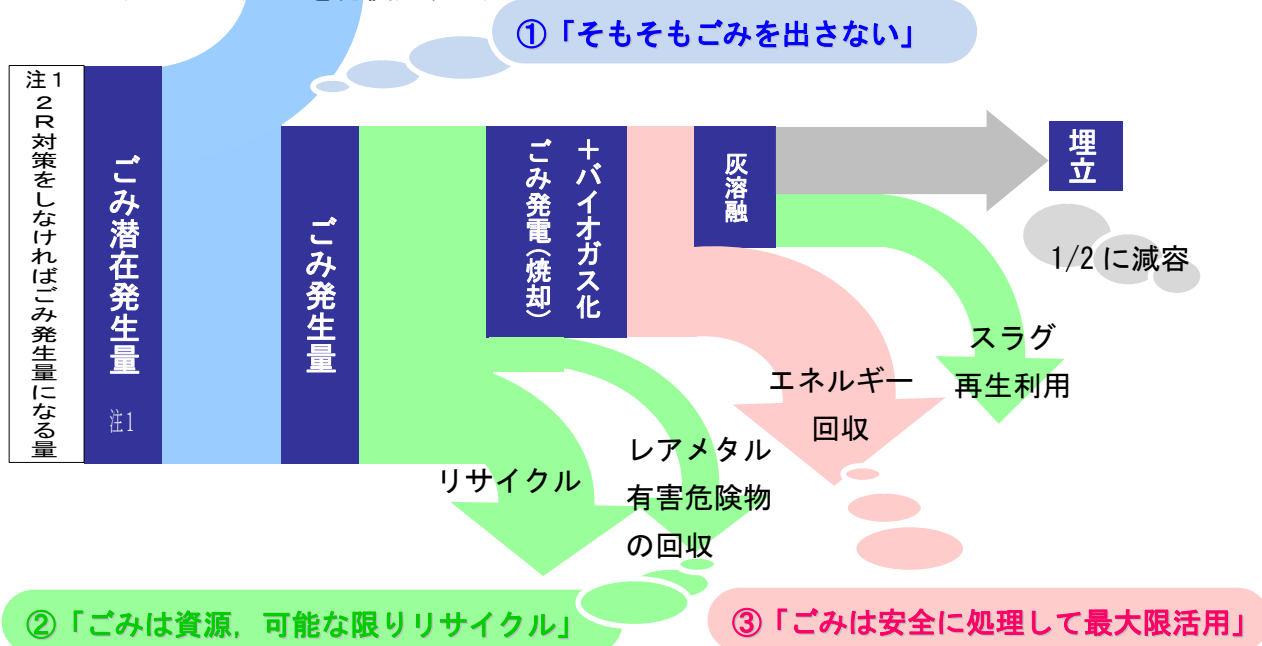 ①「そもそもごみを出さない」
注1
2R対策をしなければごみ発生量になる量
ごみ潜在発生量
注1
ごみ発生量
ごみ発電(焼却)
+バイオガス化
灰溶融
埋立
1/2に減容
スラグ
再生利用
エネルギー
回収
レアメタル
有害危険物
の回収
リサイクル
②「ごみは資源,可能な限りリサイクル」
③「ごみは安全に処理して最大限活用」